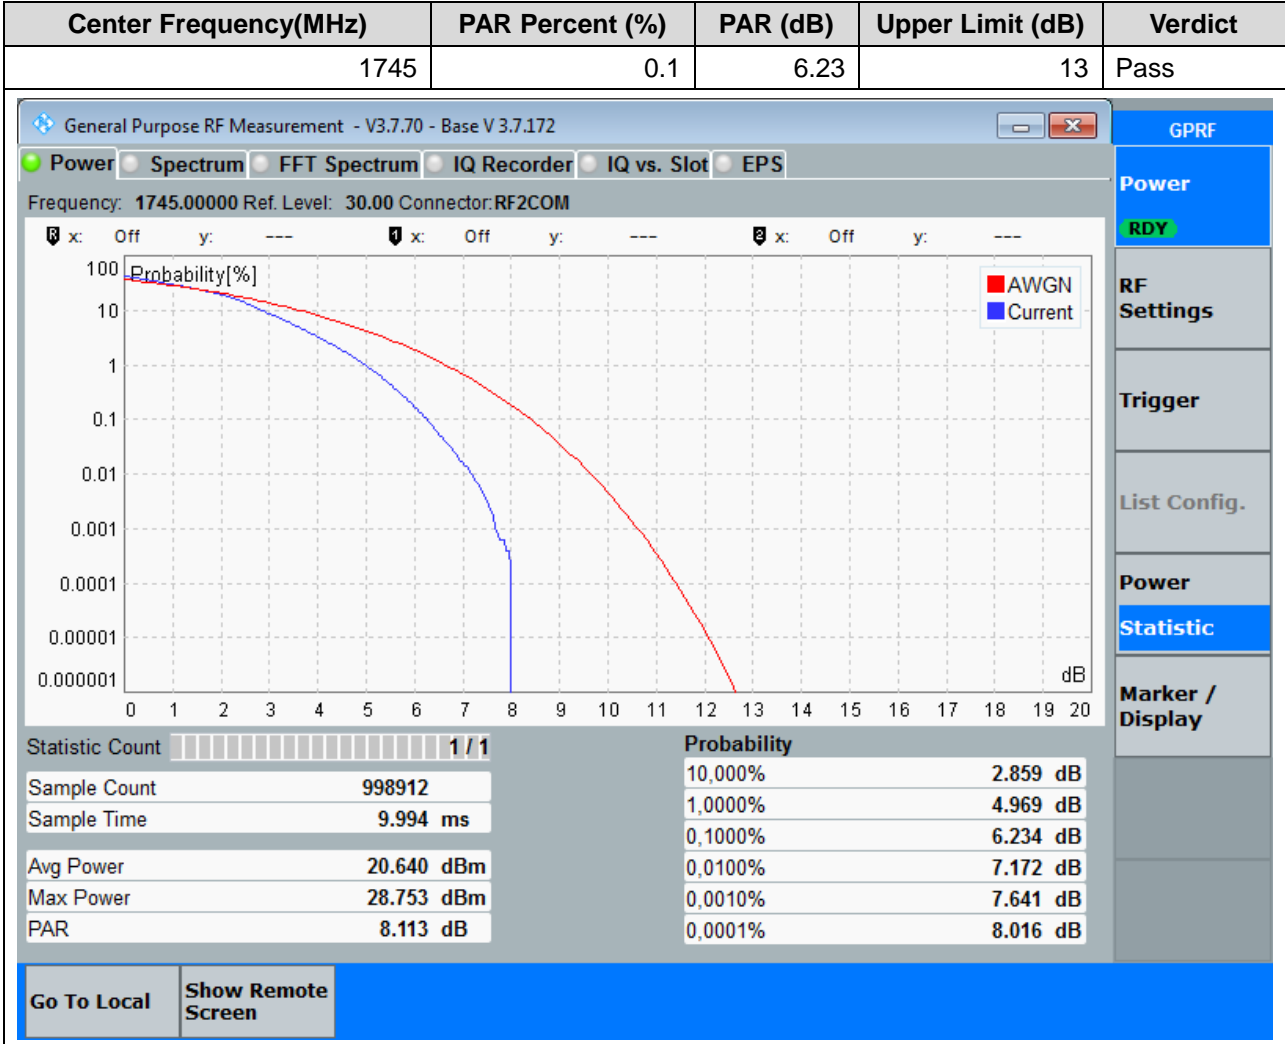 Center Frequency(MHz) PAR Percent (%) PAR (dB) Upper Limit (dB) Verdict
1745 0.1 6.23 13 Pass
General Purpose RF Measurement - V3.7.70 - Base V 3.7.172
GPRF
Power Spectrum FFT Spectrum IQ Recorder IQ vs. Slot EPS
Frequency: 1745.00000 Ref. Level: 30.00 Connector:RF2COM
R x: Off y: --- 1 x: Off y: --- 2 x: Off y: ---
Probability[%]
100
10
1
0.1
0.01
0.001
0.0001
0.00001
0.000001
AWGN
Current
dB
0 1 2 3 4 5 6 7 8 9 10 11 12 13 14 15 16 17 18 19 20
Statistic Count 1 / 1
Sample Count 998912
Sample Time 9.994 ms
Avg Power 20.640 dBm
Max Power 28.753 dBm
PAR 8.113 dB
Probability
10,000% 2.859 dB
1,0000% 4.969 dB
0,1000% 6.234 dB
0,0100% 7.172 dB
0,0010% 7.641 dB
0,0001% 8.016 dB
Power
RDY
RF
Settings
Trigger
List Config.
Power
Statistic
Marker /
Display
Go To Local
Show Remote
Screen